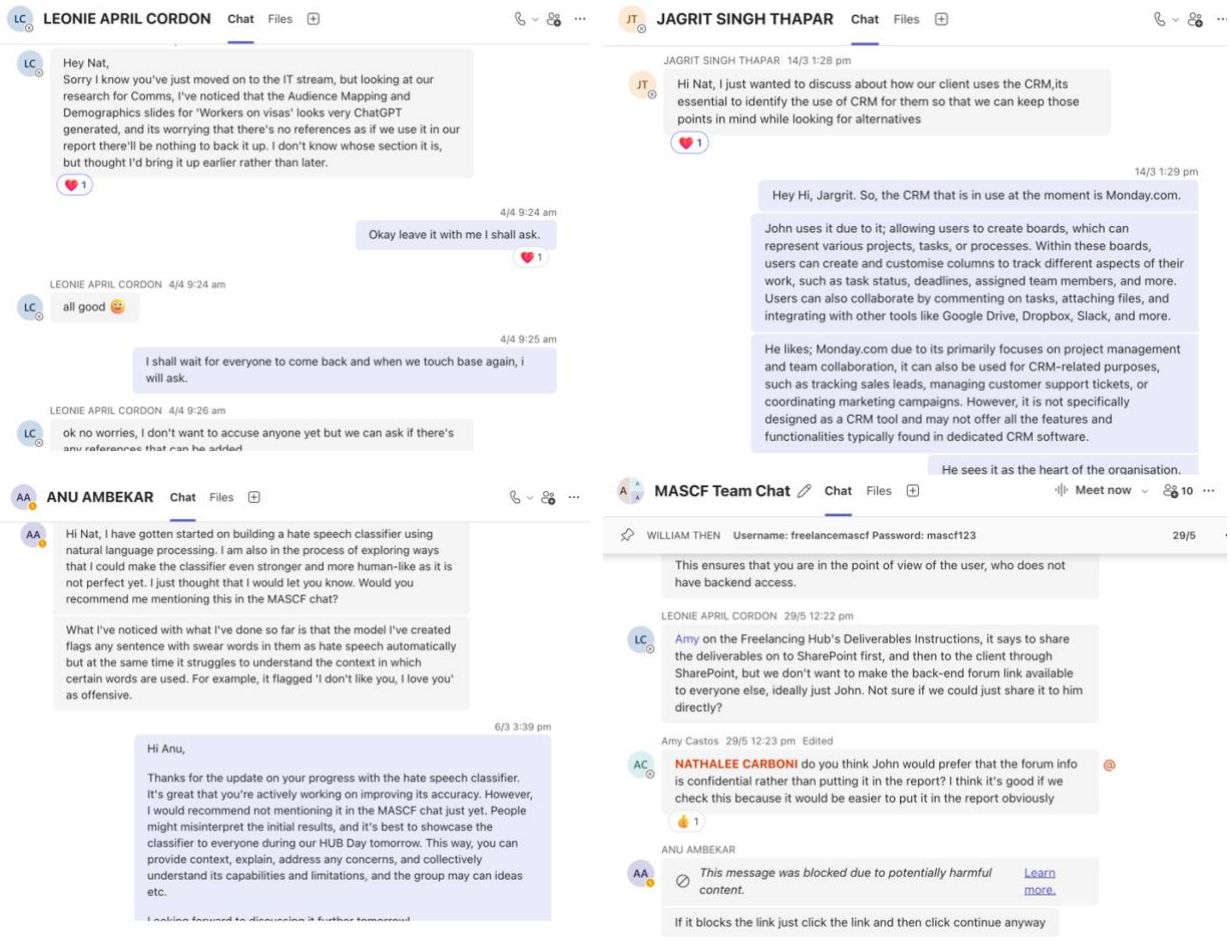 LC LEONIE APRIL CORDON Chat Files
LC
Hey Nat,
Sorry I know you've just moved on to the IT stream, but looking at our
research for Comms, I've noticed that the Audience Mapping and
Demographics slides for 'Workers on visas' looks very ChatGPT
generated, and its worrying that there's no references as if we use it in our
report there'll be nothing to back it up. I don't know whose section it is,
but thought I'd bring it up earlier rather than later.
❤️ 1
4/4 9:24 am
Okay leave it with me I shall ask.
❤️ 1
LEONIE APRIL CORDON 4/4 9:24 am
LC
all good 😜
4/4 9:25 am
I shall wait for everyone to come back and when we touch base again, i
will ask.
LEONIE APRIL CORDON 4/4 9:26 am
LC
ok no worries, I don't want to accuse anyone yet but we can ask if there's
any references that can be added
JT JAGRIT SINGH THAPAR Chat Files
JAGRIT SINGH THAPAR 14/3 1:28 pm
JT
Hi Nat, I just wanted to discuss about how our client uses the CRM,its
essential to identify the use of CRM for them so that we can keep those
points in mind while looking for alternatives
❤️ 1
14/3 1:29 pm
Hey Hi, Jargrit. So, the CRM that is in use at the moment is Monday.com.
John uses it due to it; allowing users to create boards, which can
represent various projects, tasks, or processes. Within these boards,
users can create and customise columns to track different aspects of their
work, such as task status, deadlines, assigned team members, and more.
Users can also collaborate by commenting on tasks, attaching files, and
integrating with other tools like Google Drive, Dropbox, Slack, and more.
He likes; Monday.com due to its primarily focuses on project management
and team collaboration, it can also be used for CRM-related purposes,
such as tracking sales leads, managing customer support tickets, or
coordinating marketing campaigns. However, it is not specifically
designed as a CRM tool and may not offer all the features and
functionalities typically found in dedicated CRM software.
He sees it as the heart of the organisation.
AA ANU AMBEKAR Chat Files
AA
Hi Nat, I have gotten started on building a hate speech classifier using
natural language processing. I am also in the process of exploring ways
that I could make the classifier even stronger and more human-like as it is
not perfect yet. I just thought that I would let you know. Would you
recommend me mentioning this in the MASCF chat?
What I've noticed with what I've done so far is that the model I've created
flags any sentence with swear words in them as hate speech automatically
but at the same time it struggles to understand the context in which
certain words are used. For example, it flagged 'I don't like you, I love you'
as offensive.
6/3 3:39 pm
Hi Anu,
Thanks for the update on your progress with the hate speech classifier.
It's great that you're actively working on improving its accuracy. However,
I would recommend not mentioning it in the MASCF chat just yet. People
might misinterpret the initial results, and it's best to showcase the
classifier to everyone during our HUB Day tomorrow. This way, you can
provide context, explain, address any concerns, and collectively
understand its capabilities and limitations, and the group may can ideas
etc.
Looking forward to discussing it further tomorrow!
A A A MASCF Team Chat Chat Files Meet now 10
WILLIAM THEN Username: freelancemascf Password: mascf123 29/5
This ensures that you are in the point of view of the user, who does not
have backend access.
LEONIE APRIL CORDON 29/5 12:22 pm
LC
Amy on the Freelancing Hub's Deliverables Instructions, it says to share
the deliverables on to SharePoint first, and then to the client through
SharePoint, but we don't want to make the back-end forum link available
to everyone else, ideally just John. Not sure if we could just share it to him
directly?
Amy Castos 29/5 12:23 pm Edited
AC
NATHALEE CARBONI do you think John would prefer that the forum info
is confidential rather than putting it in the report? I think it's good if we
check this because it would be easier to put it in the report obviously
@
👍 1
ANU AMBEKAR
AA
This message was blocked due to potentially harmful
content.
Learn
more.
If it blocks the link just click the link and then click continue anyway